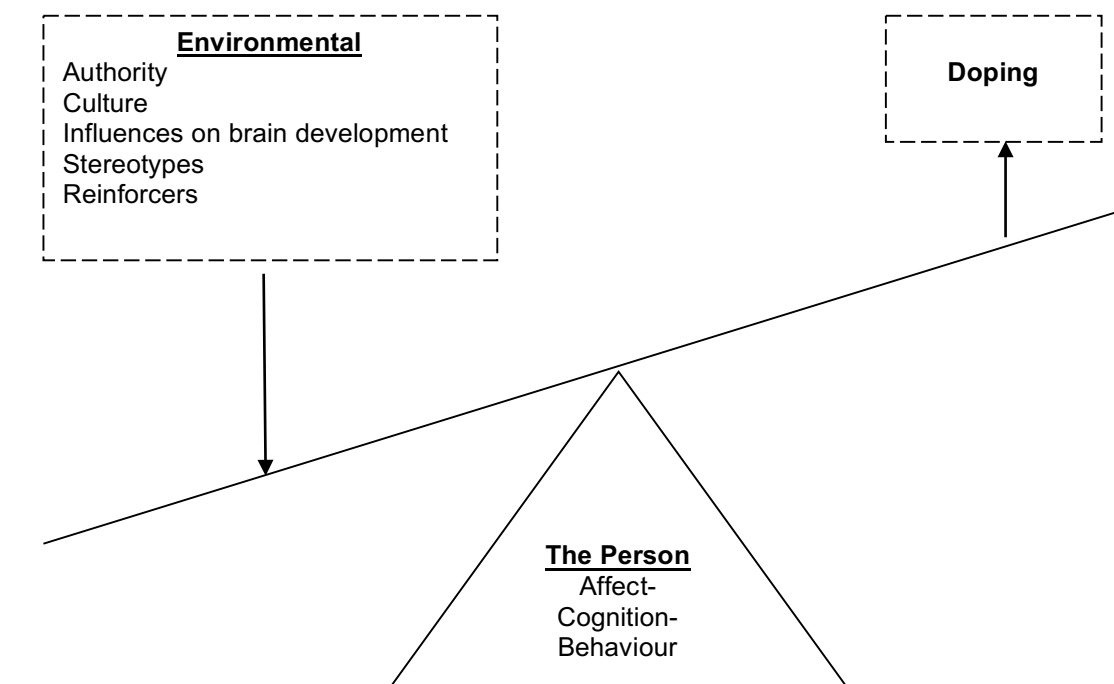 Environmental
Authority
Culture
Influences on brain development
Stereotypes
Reinforcers
Doping
The Person
Affect-
Cognition-
Behaviour